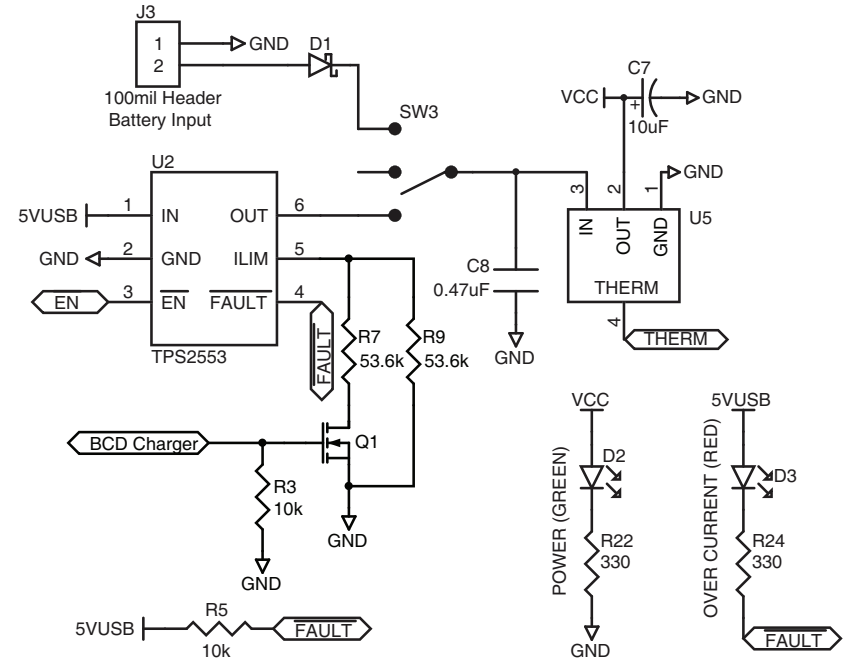 J3
1
2
GND
D1
100mil Header
Battery Input
SW3
C7
VCC
+
10uF
GND
U2
5VUSB
1
IN
OUT
6
GND
2
GND
ILIM
5
EN
3
EN
FAULT
4
TPS2553
FAULT
R7
53.6k
R9
53.6k
C8
0.47uF
GND
3
2
1
GND
IN
OUT
GND
U5
THERM
4
THERM
BCD Charger
Q1
R3
10k
GND
GND
5VUSB
R5
10k
FAULT
VCC
POWER (GREEN)
D2
R22
330
GND
5VUSB
OVER CURRENT (RED)
D3
R24
330
FAULT